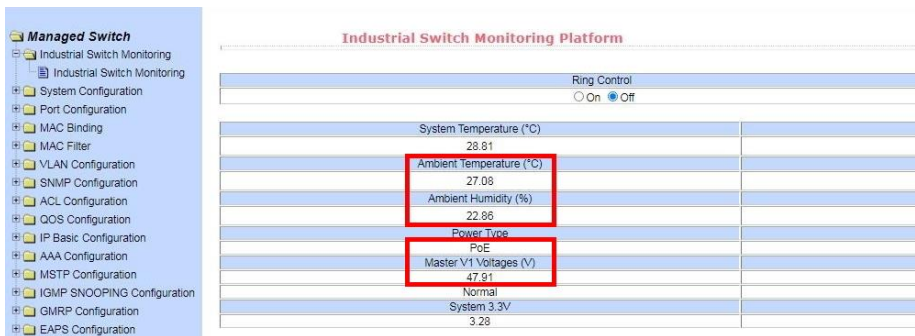 Managed Switch
Industrial Switch Monitoring
Industrial Switch Monitoring
System Configuration
Port Configuration
MAC Binding
MAC Filter
VLAN Configuration
SNMP Configuration
ACL Configuration
QOS Configuration
IP Basic Configuration
AAA Configuration
MSTP Configuration
IGMP SNOOPING Configuration
GMRP Configuration
EAPS Configuration
Industrial Switch Monitoring Platform
Ring Control
On Off
System Temperature (°C)
28.81
Ambient Temperature (°C)
27.08
Ambient Humidity (%)
22.86
Power Type
PoE
Master V1 Voltages (V)
47.91
Normal
System 3.3V
3.28